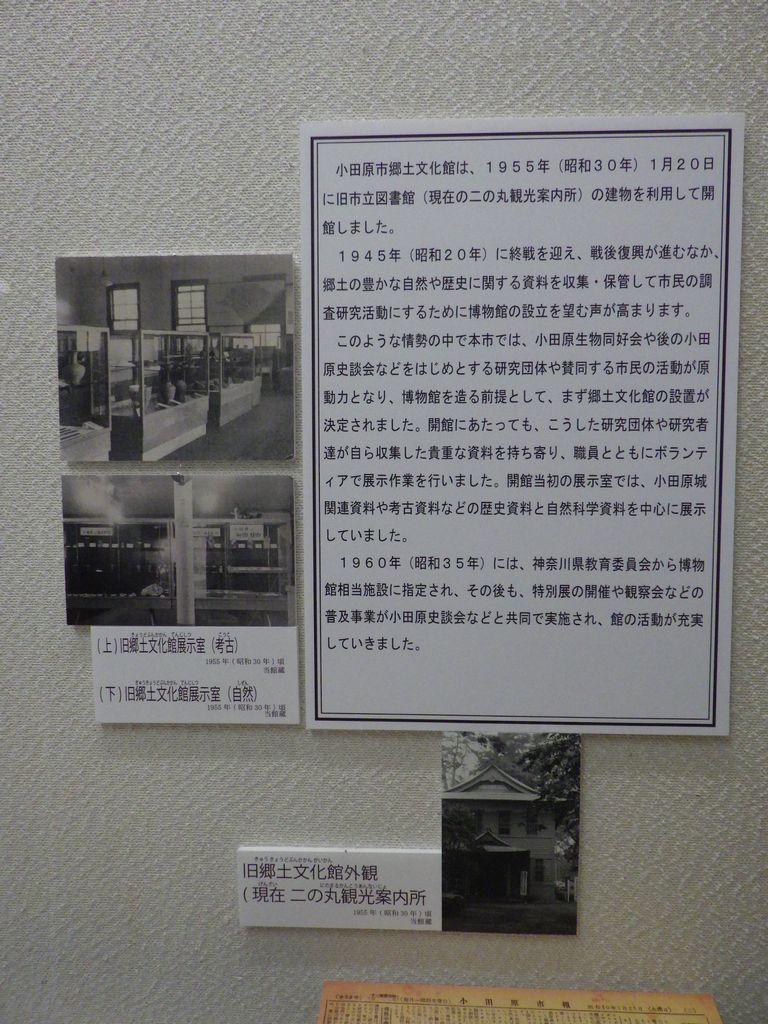 小田原市郷土文化館は、1955年（昭和30年）1月20日
に旧市立図書館（現在の二の丸観光案内所）の建物を利用して開
館しました。
1945年（昭和20年）に終戦を迎え、戦後復興が進むなか、
郷土の豊かな自然や歴史に関する資料を収集・保管して市民の調
査研究活動にするために博物館の設立を望む声が高まります。
このような情勢の中で本市では、小田原生物同好会や後の小田
原史談会などをはじめとする研究団体や賛同する市民の活動が原
動力となり、博物館を造る前提として、まず郷土文化館の設置が
決定されました。開館にあたっても、こうした研究団体や研究者
達が自ら収集した貴重な資料を持ち寄り、職員とともにボランテ
ィアで展示作業を行いました。開館当初の展示室では、小田原城
関連資料や考古資料などの歴史資料と自然科学資料を中心に展示
していました。
1960年（昭和35年）には、神奈川県教育委員会から博物
館相当施設に指定され、その後も、特別展の開催や観察会などの
普及事業が小田原史談会などと共同で実施され、館の活動が充実
していきました。
(上)旧郷土文化館展示室（考古）
1955年（昭和30年）頃
当館蔵
(下)旧郷土文化館展示室（自然）
1955年（昭和30年）頃
当館蔵
旧郷土文化館外観
（現在 二の丸観光案内所
1955年（昭和30年）頃
当館蔵
小田原市報